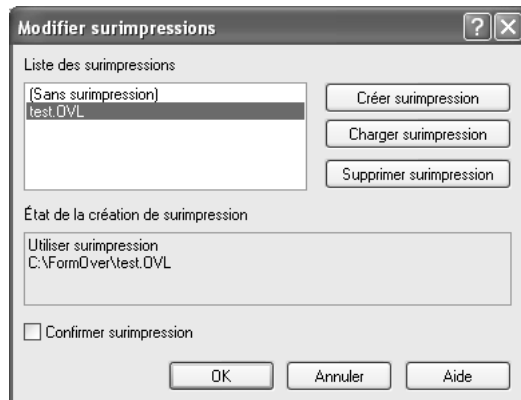 Modifier surimpressions
Liste des surimpressions
(Sans surimpression)
test.OVL
Créer surimpression
Charger surimpression
Supprimer surimpression
État de la création de surimpression
Utiliser surimpression
C:\FormOver\test.OVL
Confirmer surimpression
OK
Annuler
Aide